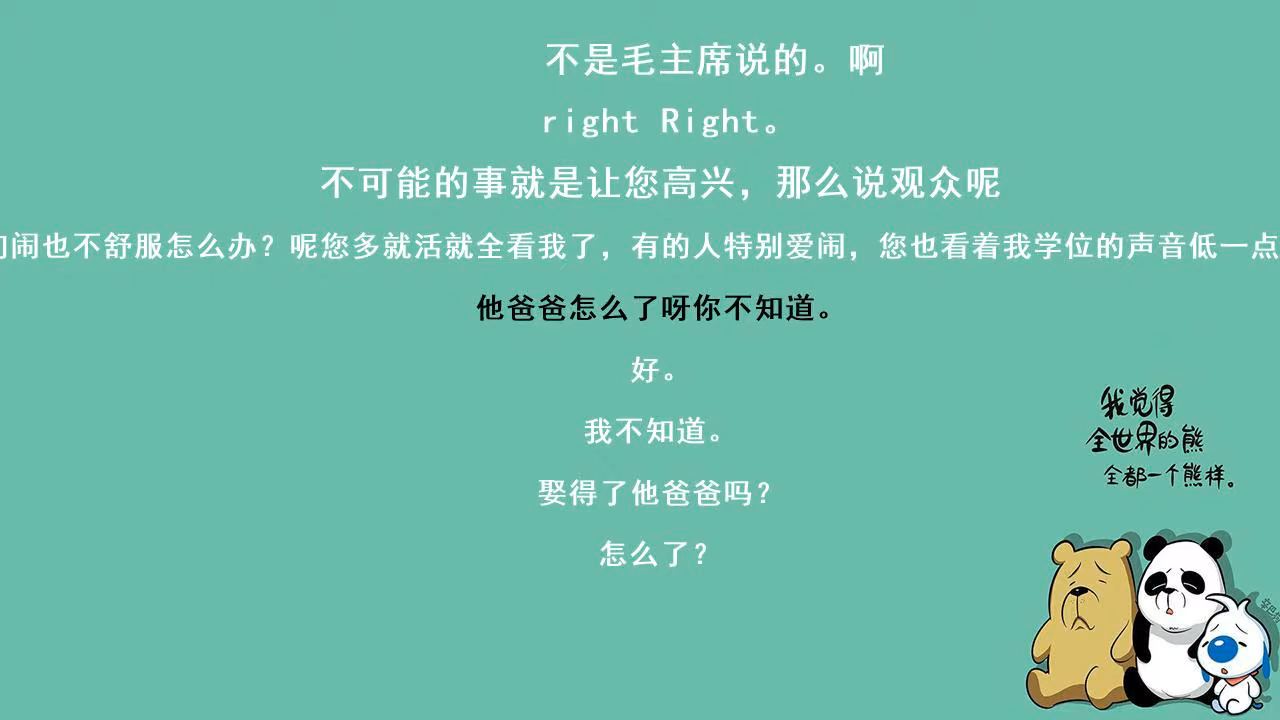 不是毛主席说的。啊
right Right。
不可能的事就是让您高兴，那么说观众呢
闹也不舒服怎么办？呢您多就活就全看我了，有的人特别爱闹，您也看着我学位的声音低一点
他爸爸怎么了呀你不知道。
好。
我不知道。
娶得了他爸爸吗？
怎么了？
我觉得
全世界的熊
全都一个熊样。